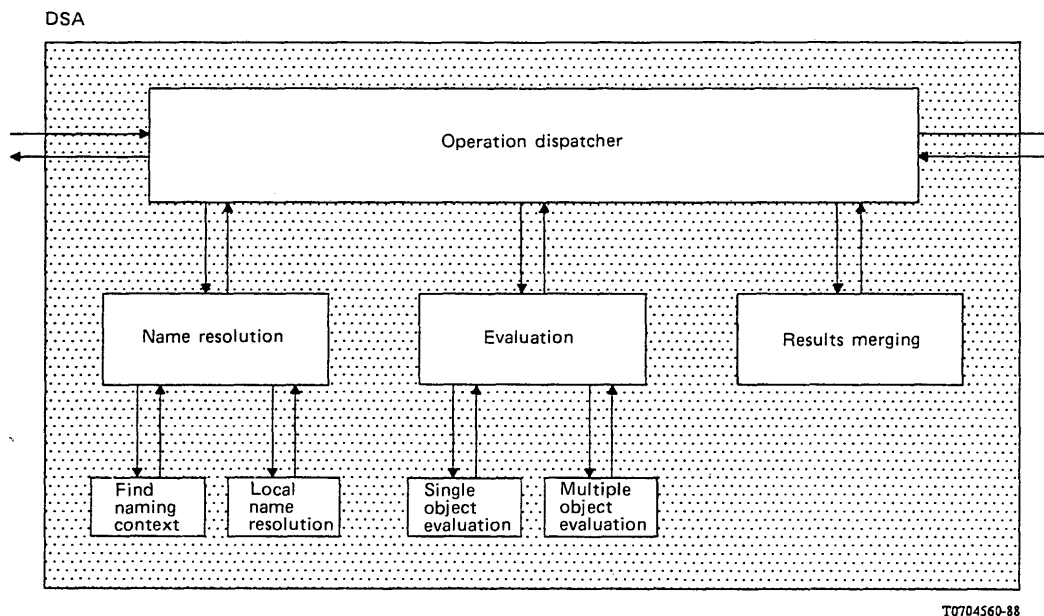 DSA
Operation dispatcher
Name resolution
Evaluation
Results merging
Find
naming
context
Local
name
resolution
Single
object
evaluation
Multiple
object
evaluation
T0704560-88